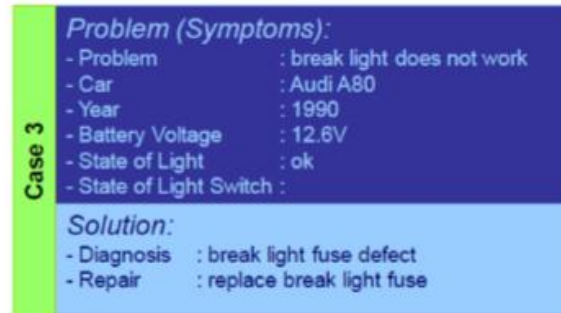 Case 3
Problem (Symptoms):
- Problem : break light does not work
- Car : Audi A80
- Year : 1990
- Battery Voltage : 12.6V
- State of Light : ok
- State of Light Switch :
Solution:
- Diagnosis : break light fuse defect
- Repair : replace break light fuse